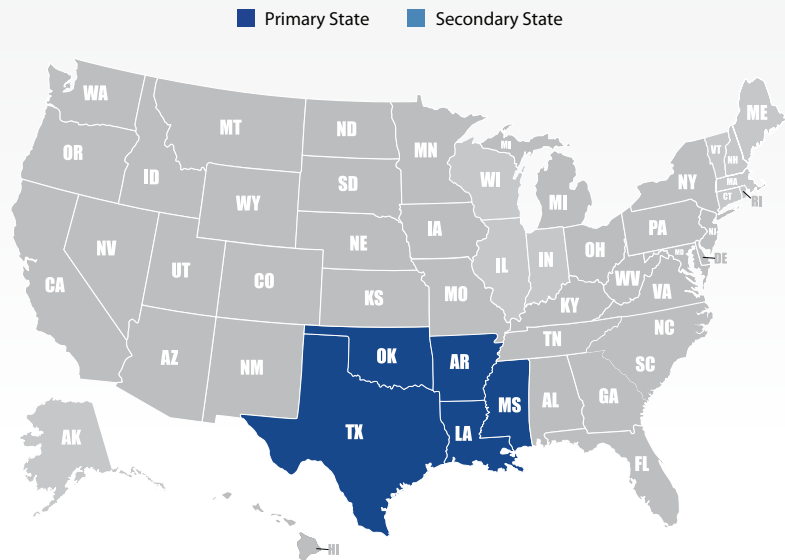 Primary State
Secondary State
WA
MT
ND
MN
MI
ME
VT
NH
OR
ID
SD
WI
NY
MA
CT
RI
WY
MI
IA
PA
NJ
NV
NE
OH
MD
DE
UT
CO
IL
IN
WV
VA
CA
KS
MO
KY
NC
TN
AZ
NM
OK
AR
SC
MS
AL
GA
TX
LA
AK
FL
HI